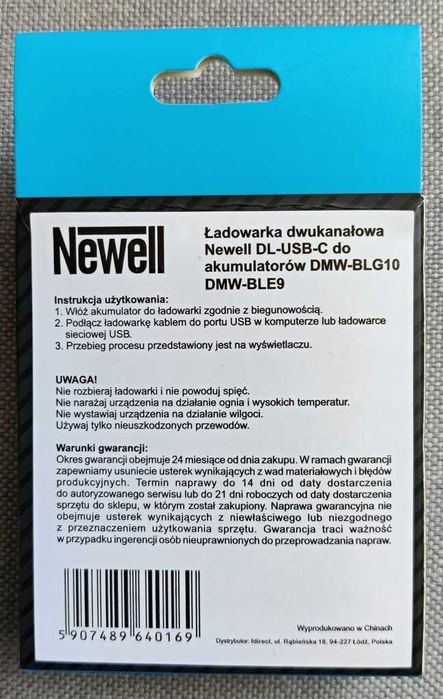 Newell
Ładowarka dwukanałowa
Newell DL-USB-C do
akumulatorów DMW-BLG10
DMW-BLE9
Instrukcja użytkowania:
1. Włóż akumulator do ładowarki zgodnie z biegunowością.
2. Podłącz ładowarkę kablem do portu USB w komputerze lub ładowarce
sieciowej USB.
3. Przebieg procesu przedstawiony jest na wyświetlaczu.
UWAGA!
Nie rozbieraj ładowarki i nie powoduj spięć.
Nie narażaj urządzenia na działanie ognia i wysokich temperatur.
Nie wystawiaj urządzenia na działanie wilgoci.
Używaj tylko nieuszkodzonych przewodów.
Warunki gwarancji:
Okres gwarancji obejmuje 24 miesiące od dnia zakupu. W ramach gwarancji
zapewniamy usuniecie usterek wynikających z wad materiałowych i błędów
produkcyjnych. Termin naprawy do 14 dni od daty dostarczenia
do autoryzowanego serwisu lub do 21 dni roboczych od daty dostarczenia
sprzętu do sklepu, w którym został zakupiony. Naprawa gwarancyjna nie
obejmuje usterek wynikających z niewłaściwego lub niezgodnego
z przeznaczeniem użytkowania sprzętu. Gwarancja traci ważność
w przypadku ingerencji osób nieuprawnionych do przeprowadzania napraw.
5 907489 640169
Wyprodukowano w Chinach
Dystrybutor: fdirect, ul. Rąbieńska 18, 94-227 Łódź, Polska